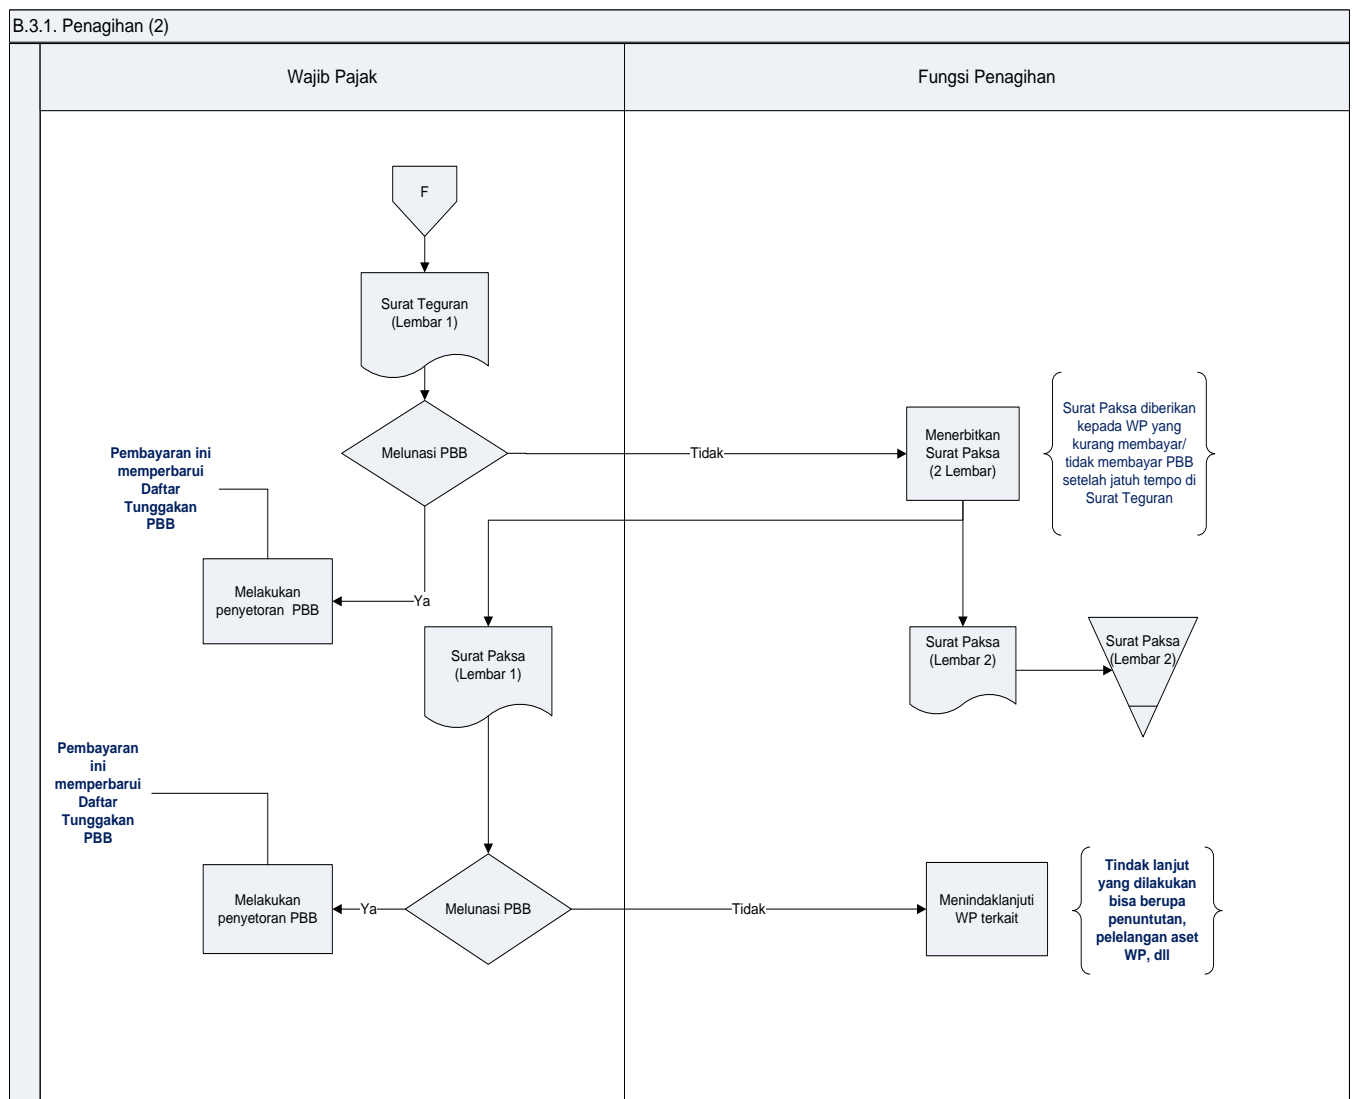 B.3.1. Penagihan (2)
Wajib Pajak
Fungsi Penagihan
F
Surat Teguran
(Lembar 1)
Melunasi PBB
Tidak
Menerbitkan
Surat Paksa
(2 Lembar)
Surat Paksa diberikan
kepada WP yang
kurang membayar/
tidak membayar PBB
setelah jatuh tempo di
Surat Teguran
Pembayaran ini
memperbarui
Daftar
Tunggakan
PBB
Ya
Melakukan
penyetoran  PBB
Surat Paksa
(Lembar 1)
Surat Paksa
(Lembar 2)
Surat Paksa
(Lembar 2)
Pembayaran
ini
memperbarui
Daftar
Tunggakan
PBB
Melakukan
penyetoran PBB
Ya
Melunasi PBB
Tidak
Menindaklanjuti
WP terkait
Tindak lanjut
yang dilakukan
bisa berupa
penuntutan,
pelelangan aset
WP, dll